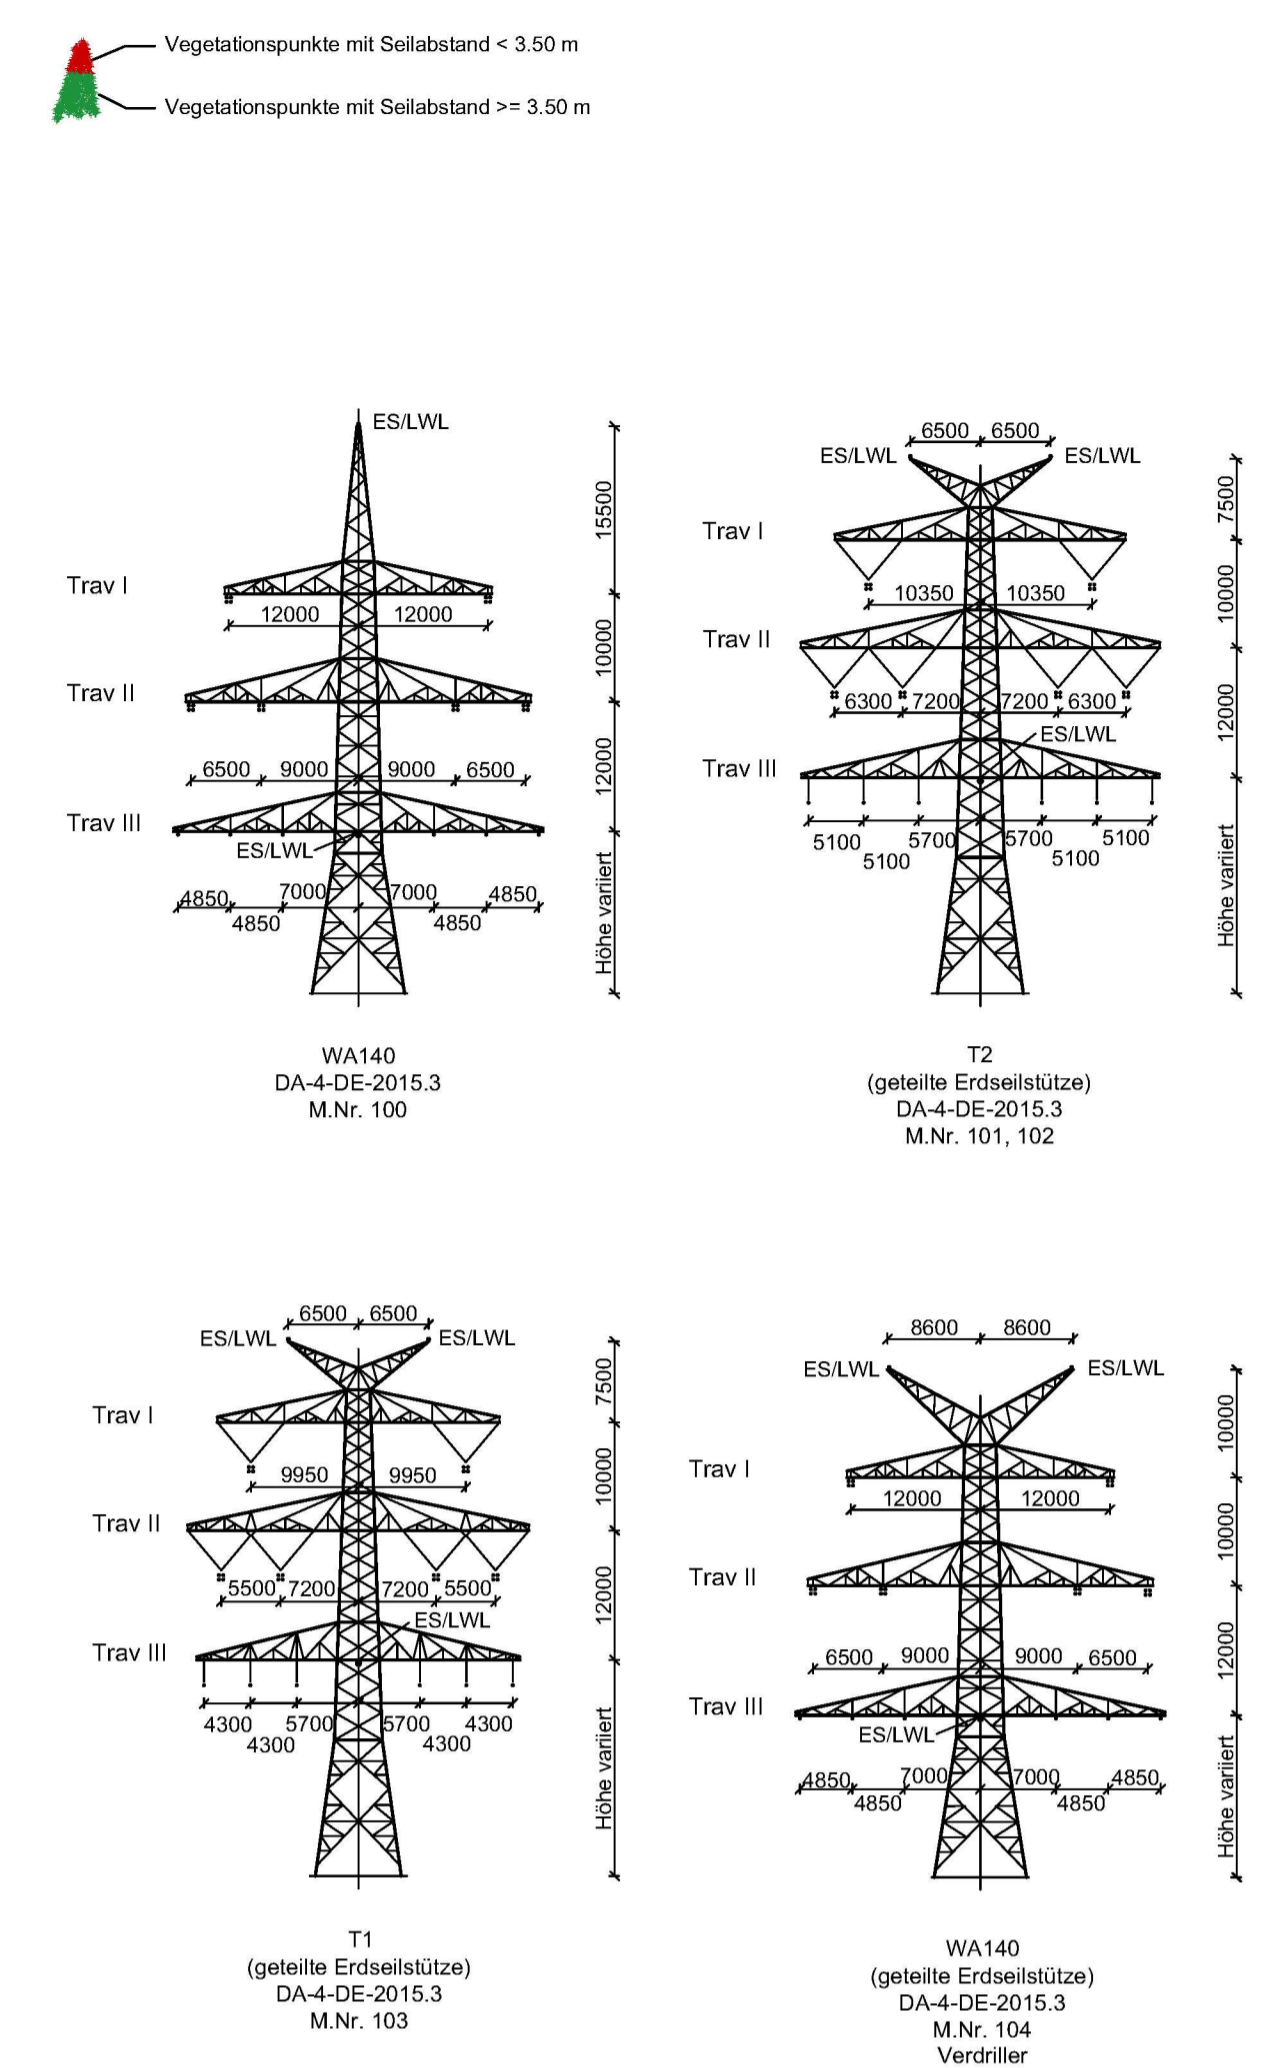 Vegetationspunkte mit Seilabstand < 3.50 m
Vegetationspunkte mit Seilabstand >= 3.50 m
ES/LWL
15500
Trav I
12000 12000
10000
Trav II
12000
6500 9000 9000 6500
Trav III
ES/LWL
4850 7000 7000 4850
4850 4850
Höhe variiert
WA140
DA-4-DE-2015.3
M.Nr. 100
6500 6500
ES/LWL ES/LWL
7500
Trav I
10350 10350
10000
Trav II
6300 7200 7200 6300
12000
ES/LWL
Trav III
5100 5700 5700 5100
5100 5100
Höhe variiert
T2
(geteilte Erdseilstütze)
DA-4-DE-2015.3
M.Nr. 101, 102
6500 6500
ES/LWL ES/LWL
7500
Trav I
9950 9950
10000
Trav II
5500 7200 7200 5500
12000
ES/LWL
Trav III
4300 5700 5700 4300
4300 4300
Höhe variiert
T1
(geteilte Erdseilstütze)
DA-4-DE-2015.3
M.Nr. 103
8600 8600
ES/LWL ES/LWL
10000
Trav I
12000 12000
10000
Trav II
12000
6500 9000 9000 6500
Trav III
ES/LWL
4850 7000 7000 4850
4850 4850
Höhe variiert
WA140
(geteilte Erdseilstütze)
DA-4-DE-2015.3
M.Nr. 104
Verdriller